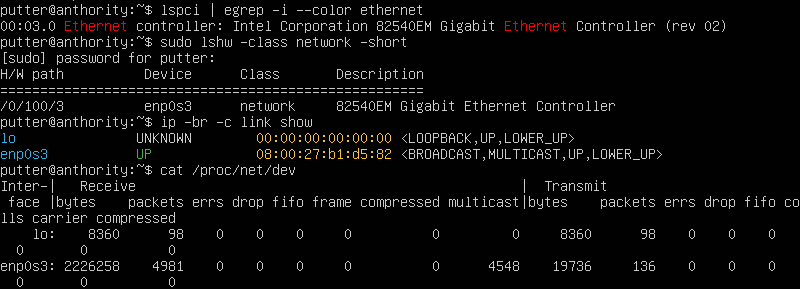 putter@anthority:~$ lspci | egrep -i --color ethernet
00:03.0 Ethernet controller: Intel Corporation 82540EM Gigabit Ethernet Controller (rev 02)
putter@anthority:~$ sudo lshw -class network -short
[sudo] password for putter:
H/W path          Device      Class       Description
=====================================================
/0/100/3          enp0s3      network     82540EM Gigabit Ethernet Controller
putter@anthority:~$ ip -br -c link show
lo               UNKNOWN        00:00:00:00:00:00 <LOOPBACK,UP,LOWER_UP>
enp0s3           UP             08:00:27:b1:d5:82 <BROADCAST,MULTICAST,UP,LOWER_UP>
putter@anthority:~$ cat /proc/net/dev
Inter-|   Receive                                                |  Transmit
 face |bytes    packets errs drop fifo frame compressed multicast|bytes    packets errs drop fifo co
lls carrier compressed
    lo:    8360      98    0    0    0     0          0         0     8360      98    0    0    0
  0       0          0
enp0s3: 2226258    4981    0    0    0     0          0      4548    19736     136    0    0    0
  0       0          0